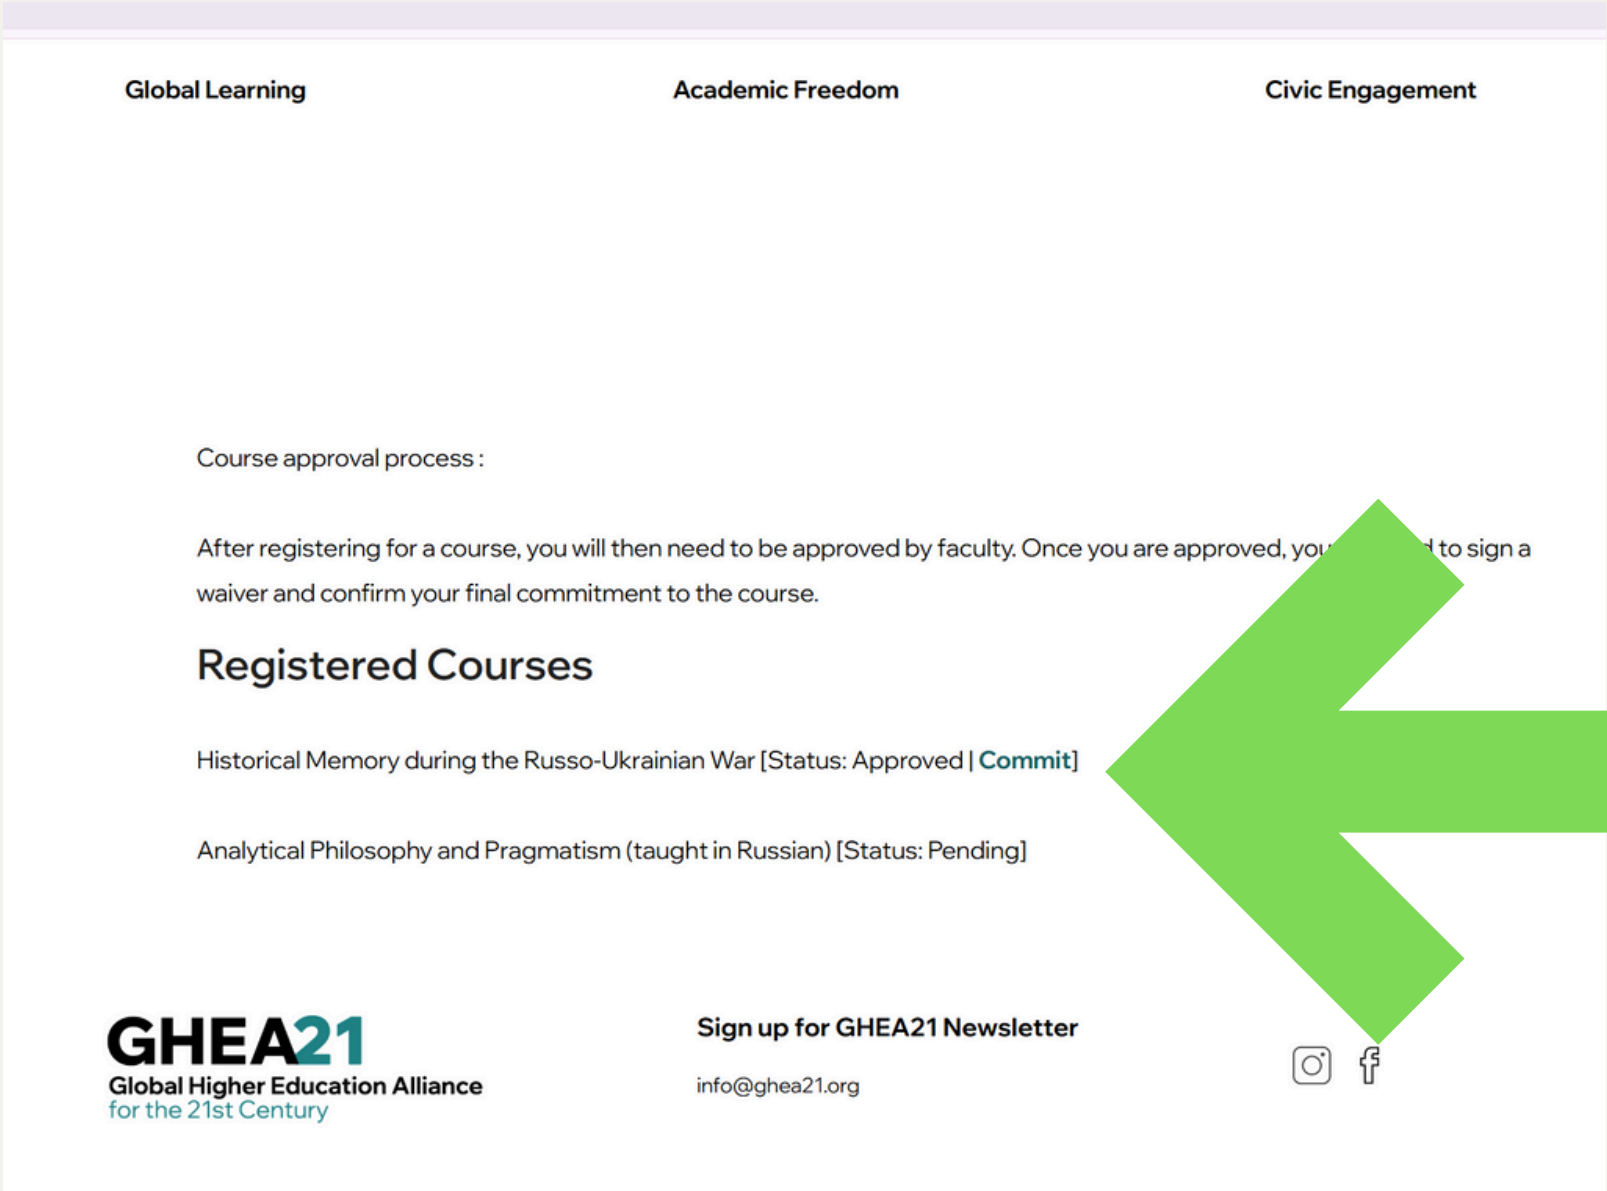 Global Learning
Academic Freedom
Civic Engagement
Course approval process :
After registering for a course, you will then need to be approved by faculty. Once you are approved, you to sign a
waiver and confirm your final commitment to the course.
Registered Courses
Historical Memory during the Russo-Ukrainian War [Status: Approved | Commit]
Analytical Philosophy and Pragmatism (taught in Russian) [Status: Pending]
GHEA21
Global Higher Education Alliance
for the 21st Century
Sign up for GHEA21 Newsletter
info@ghea21.org